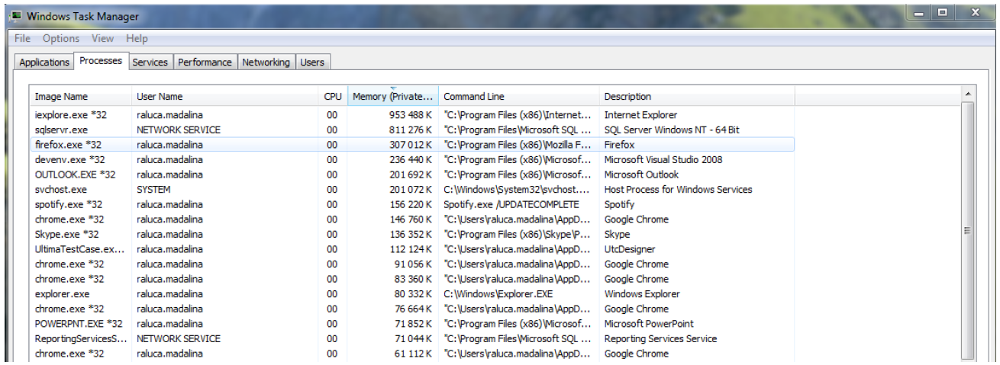 Windows Task Manager
File Options View Help
Applications Processes Services Performance Networking Users
Image Name User Name CPU Memory (Private... Command Line Description
iexplore.exe *32 raluca.madalina 00 953 488 K "C:\Program Files (x86)\Internet... Internet Explorer
sqlservr.exe NETWORK SERVICE 00 811 276 K "C:\Program Files\Microsoft SQL ... SQL Server Windows NT - 64 Bit
firefox.exe *32 raluca.madalina 00 307 012 K "C:\Program Files (x86)\Mozilla F... Firefox
devenv.exe *32 raluca.madalina 00 236 440 K "C:\Program Files (x86)\Microsof... Microsoft Visual Studio 2008
OUTLOOK.EXE *32 raluca.madalina 00 201 692 K "C:\Program Files (x86)\Microsof... Microsoft Outlook
svchost.exe SYSTEM 00 201 072 K C:\Windows\System32\svchost.... Host Process for Windows Services
spotify.exe *32 raluca.madalina 00 156 220 K Spotify.exe /UPDATECOMPLETE Spotify
chrome.exe *32 raluca.madalina 00 146 760 K "C:\Users\raluca.madalina\AppD... Google Chrome
Skype.exe *32 raluca.madalina 00 136 352 K "C:\Program Files (x86)\Skype\P... Skype
UltimaTestCase.ex... raluca.madalina 00 112 124 K "C:\Users\raluca.madalina\AppD... UtcDesigner
chrome.exe *32 raluca.madalina 00 91 056 K "C:\Users\raluca.madalina\AppD... Google Chrome
chrome.exe *32 raluca.madalina 00 83 360 K "C:\Users\raluca.madalina\AppD... Google Chrome
explorer.exe raluca.madalina 00 80 332 K C:\Windows\Explorer.EXE Windows Explorer
chrome.exe *32 raluca.madalina 00 76 664 K "C:\Users\raluca.madalina\AppD... Google Chrome
POWERPNT.EXE *32 raluca.madalina 00 71 852 K "C:\Program Files (x86)\Microsof... Microsoft PowerPoint
ReportingServicesS... NETWORK SERVICE 00 71 044 K "C:\Program Files\Microsoft SQL ... Reporting Services Service
chrome.exe *32 raluca.madalina 00 61 112 K "C:\Users\raluca.madalina\AppD... Google Chrome